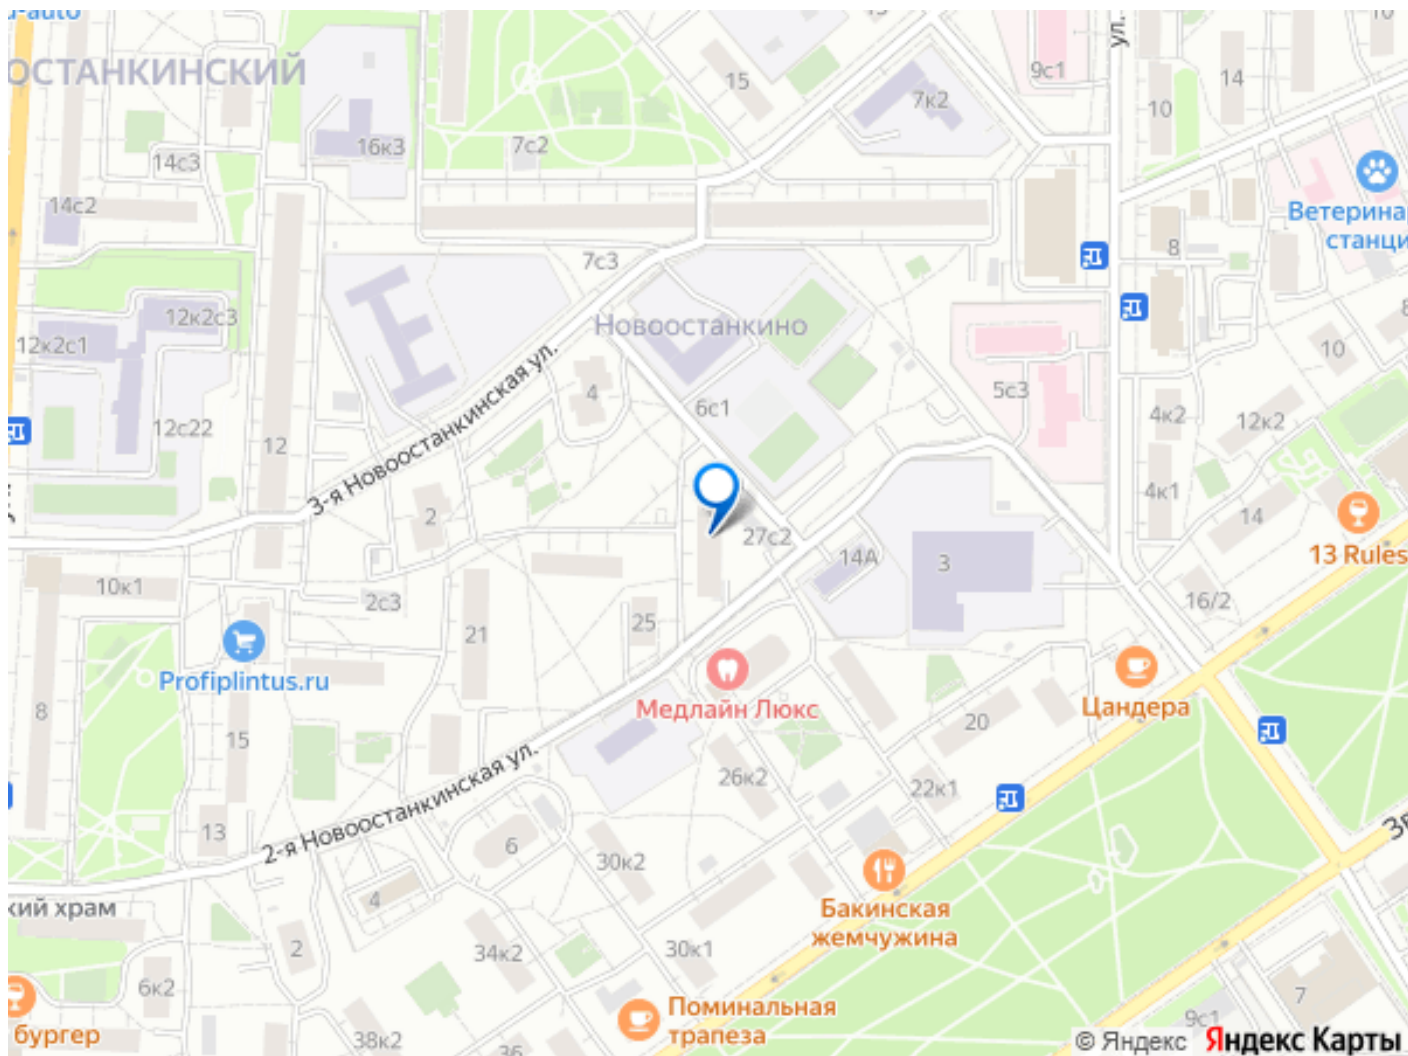 ОСТАНКИНСКИЙ
15
9с1
ул.
14
10
10
7к2
16к3
7с2
14с3
14с2
8
Ветерина
станци
7с3
12к2с3
12к2с1
Новоостанкино
10
3-я Новоостанкинская ул.
4
6с1
5с3
4к2
12к2
12с22
12
4к1
14
2
27с2
14А
3
13 Rules
10к1
2с3
16/2
21
25
Profiplintus.ru
Медлайн Люкс
Цандера
8
15
20
26к2
22к1
2-я Новоостанкинская ул.
13
6
30к2
4
кий храм
Бакинская
жемчужина
2
34к2
30к1
6к2
Поминальная
трапеза
7
9с1
бургер
38к2
36
© Яндекс Яндекс Карты